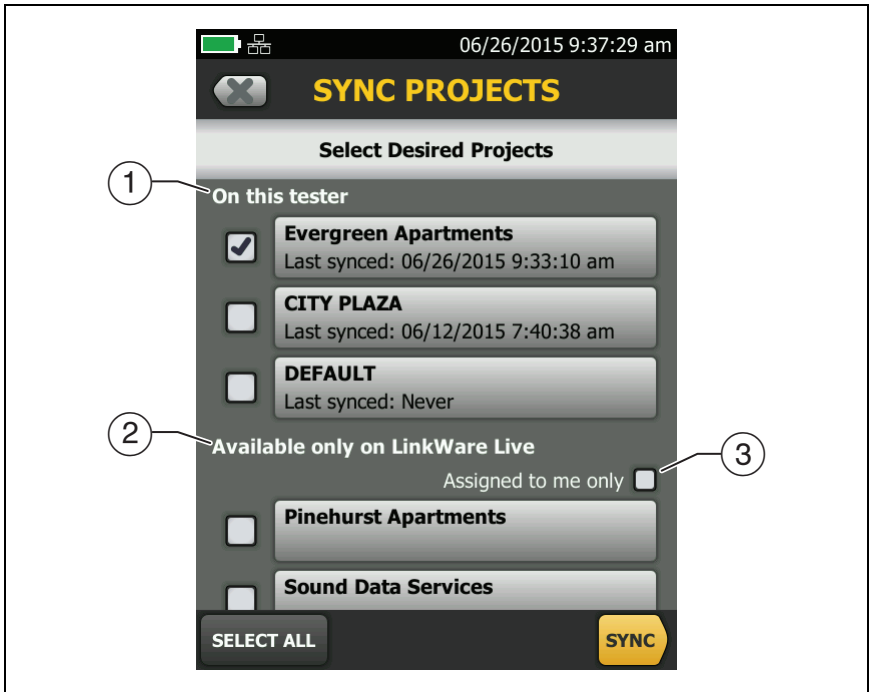 06/26/2015 9:37:29 am
SYNC PROJECTS
Select Desired Projects
1
On this tester
Evergreen Apartments
Last synced: 06/26/2015 9:33:10 am
CITY PLAZA
Last synced: 06/12/2015 7:40:38 am
DEFAULT
Last synced: Never
2
Available only on LinkWare Live
3
Assigned to me only
Pinehurst Apartments
Sound Data Services
SELECT ALL
SYNC